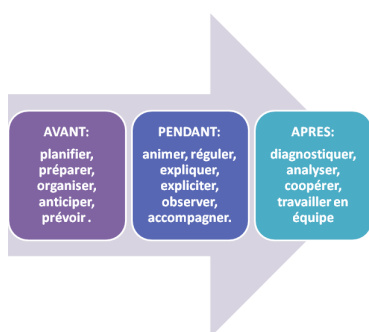 AVANT:
planifier,
préparer,
organiser,
anticiper,
prévoir .
PENDANT:
animer, réguler,
expliquer,
expliciter,
observer,
accompagner.
APRES:
diagnostiquer,
analyser,
coopérer,
travailler en
équipe